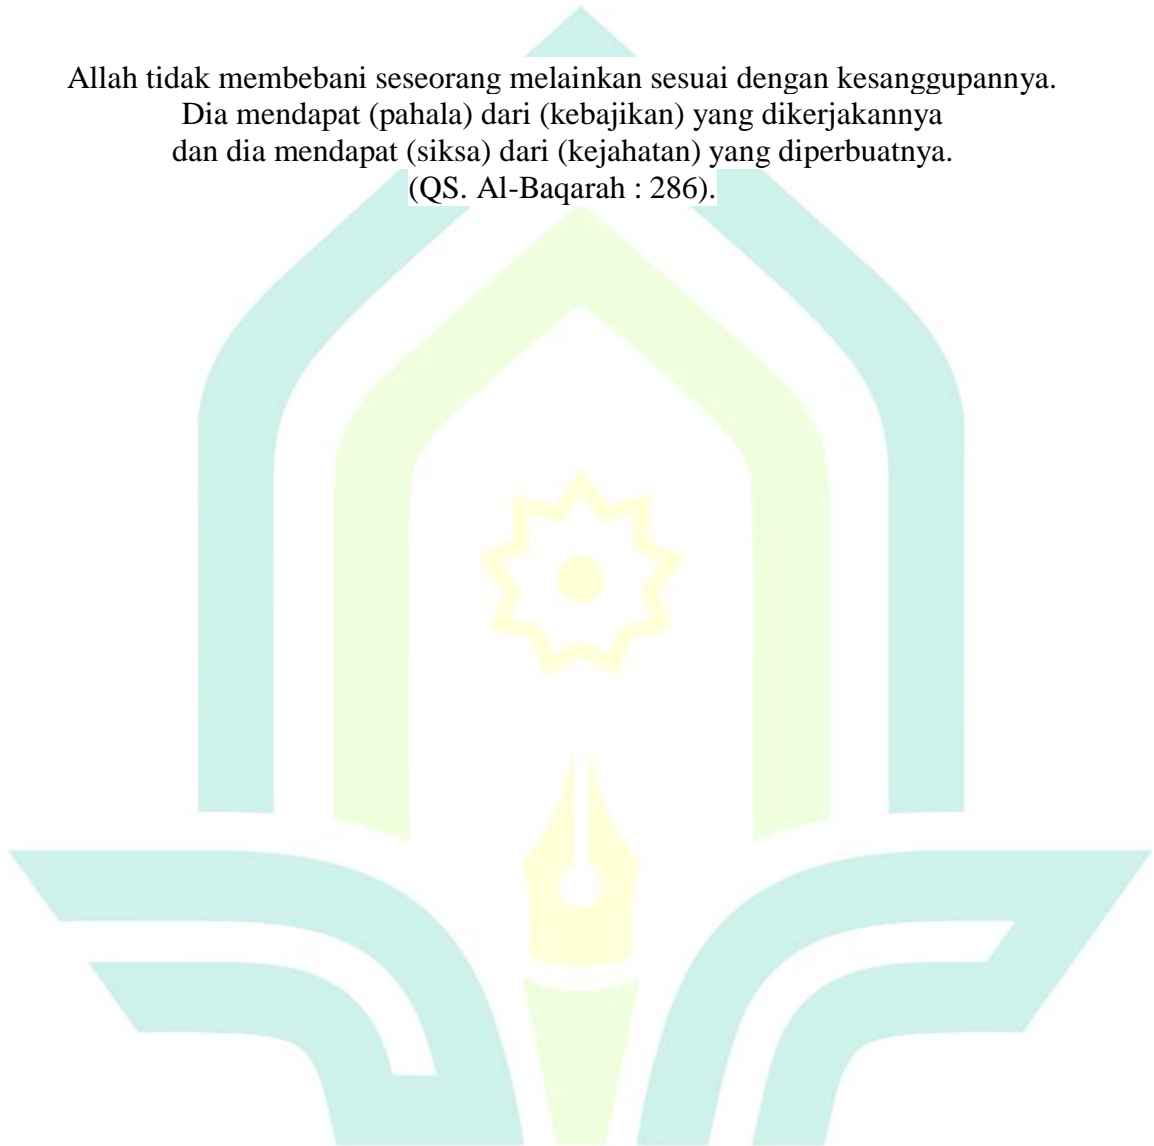 Allah tidak membebani seseorang melainkan sesuai dengan kesanggupannya.
Dia mendapat (pahala) dari (kebajikan) yang dikerjakannya
dan dia mendapat (siksa) dari (kejahatan) yang diperbuatnya.
(QS. Al-Baqarah : 286).